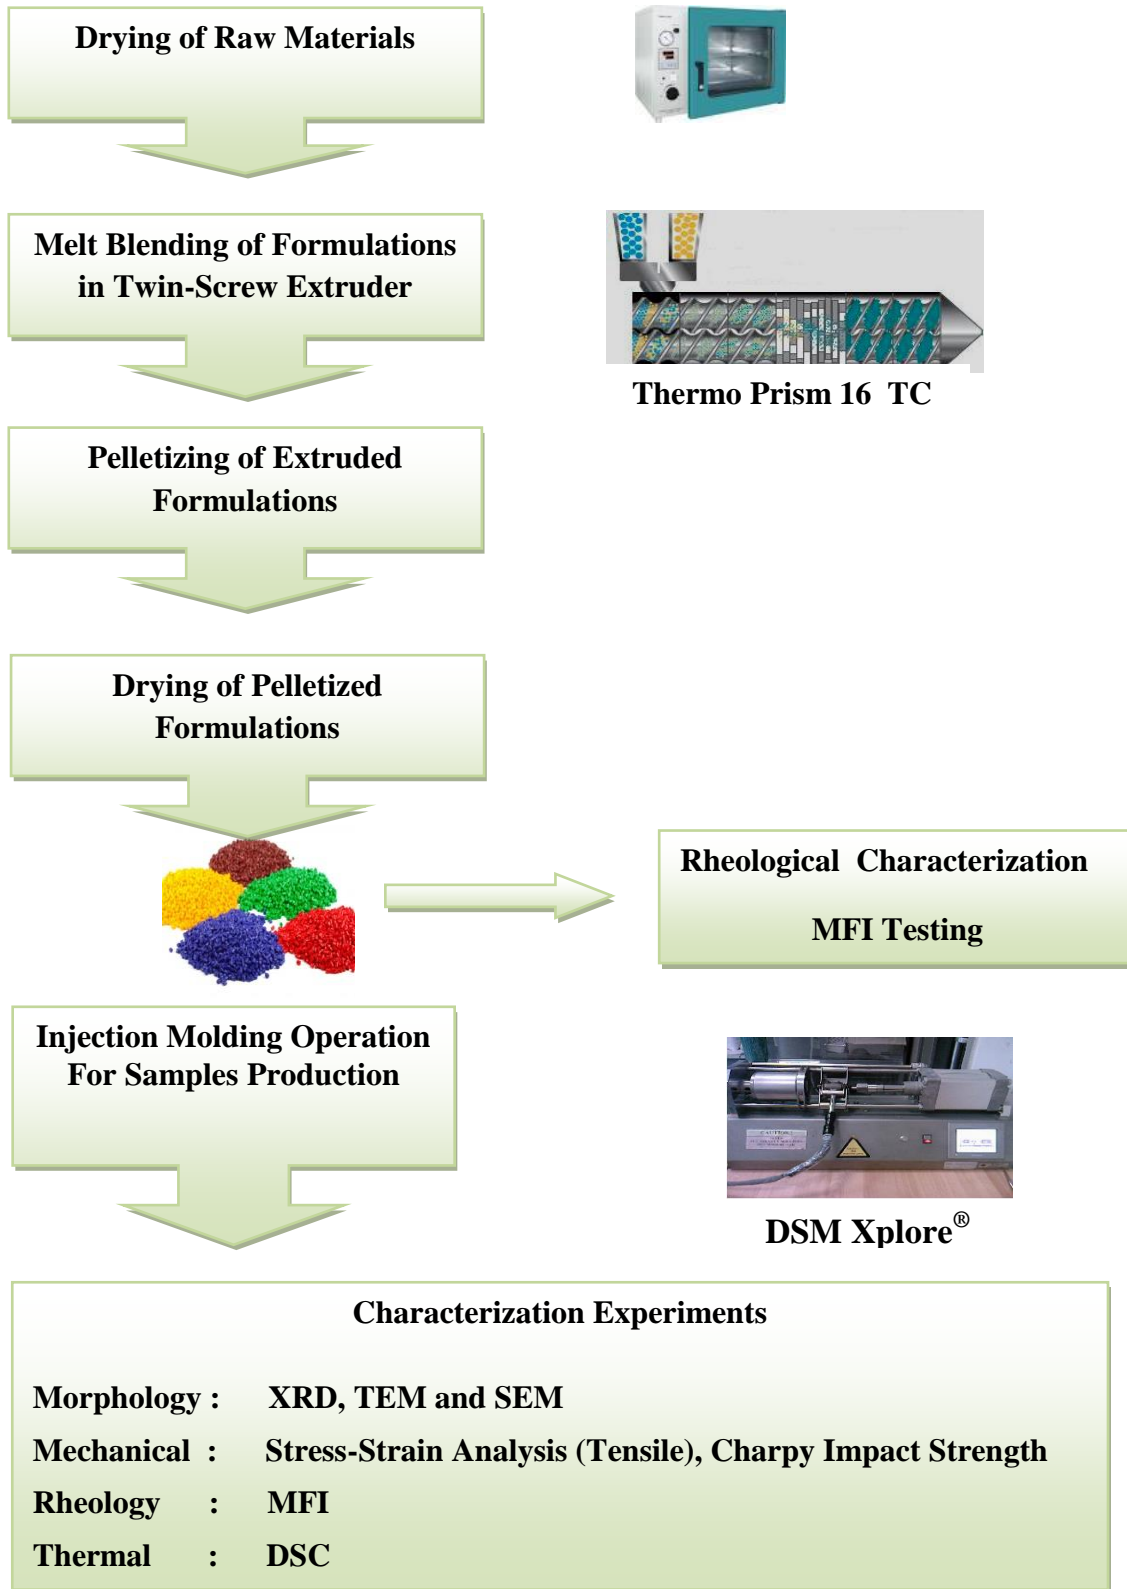 Drying of Raw Materials
Melt Blending of Formulations
in Twin-Screw Extruder
Thermo Prism 16 TC
Pelletizing of Extruded
Formulations
Drying of Pelletized
Formulations
Rheological Characterization
MFI Testing
Injection Molding Operation
For Samples Production
DSM Xplore®
Characterization Experiments
Morphology : XRD, TEM and SEM
Mechanical : Stress-Strain Analysis (Tensile), Charpy Impact Strength
Rheology : MFI
Thermal : DSC